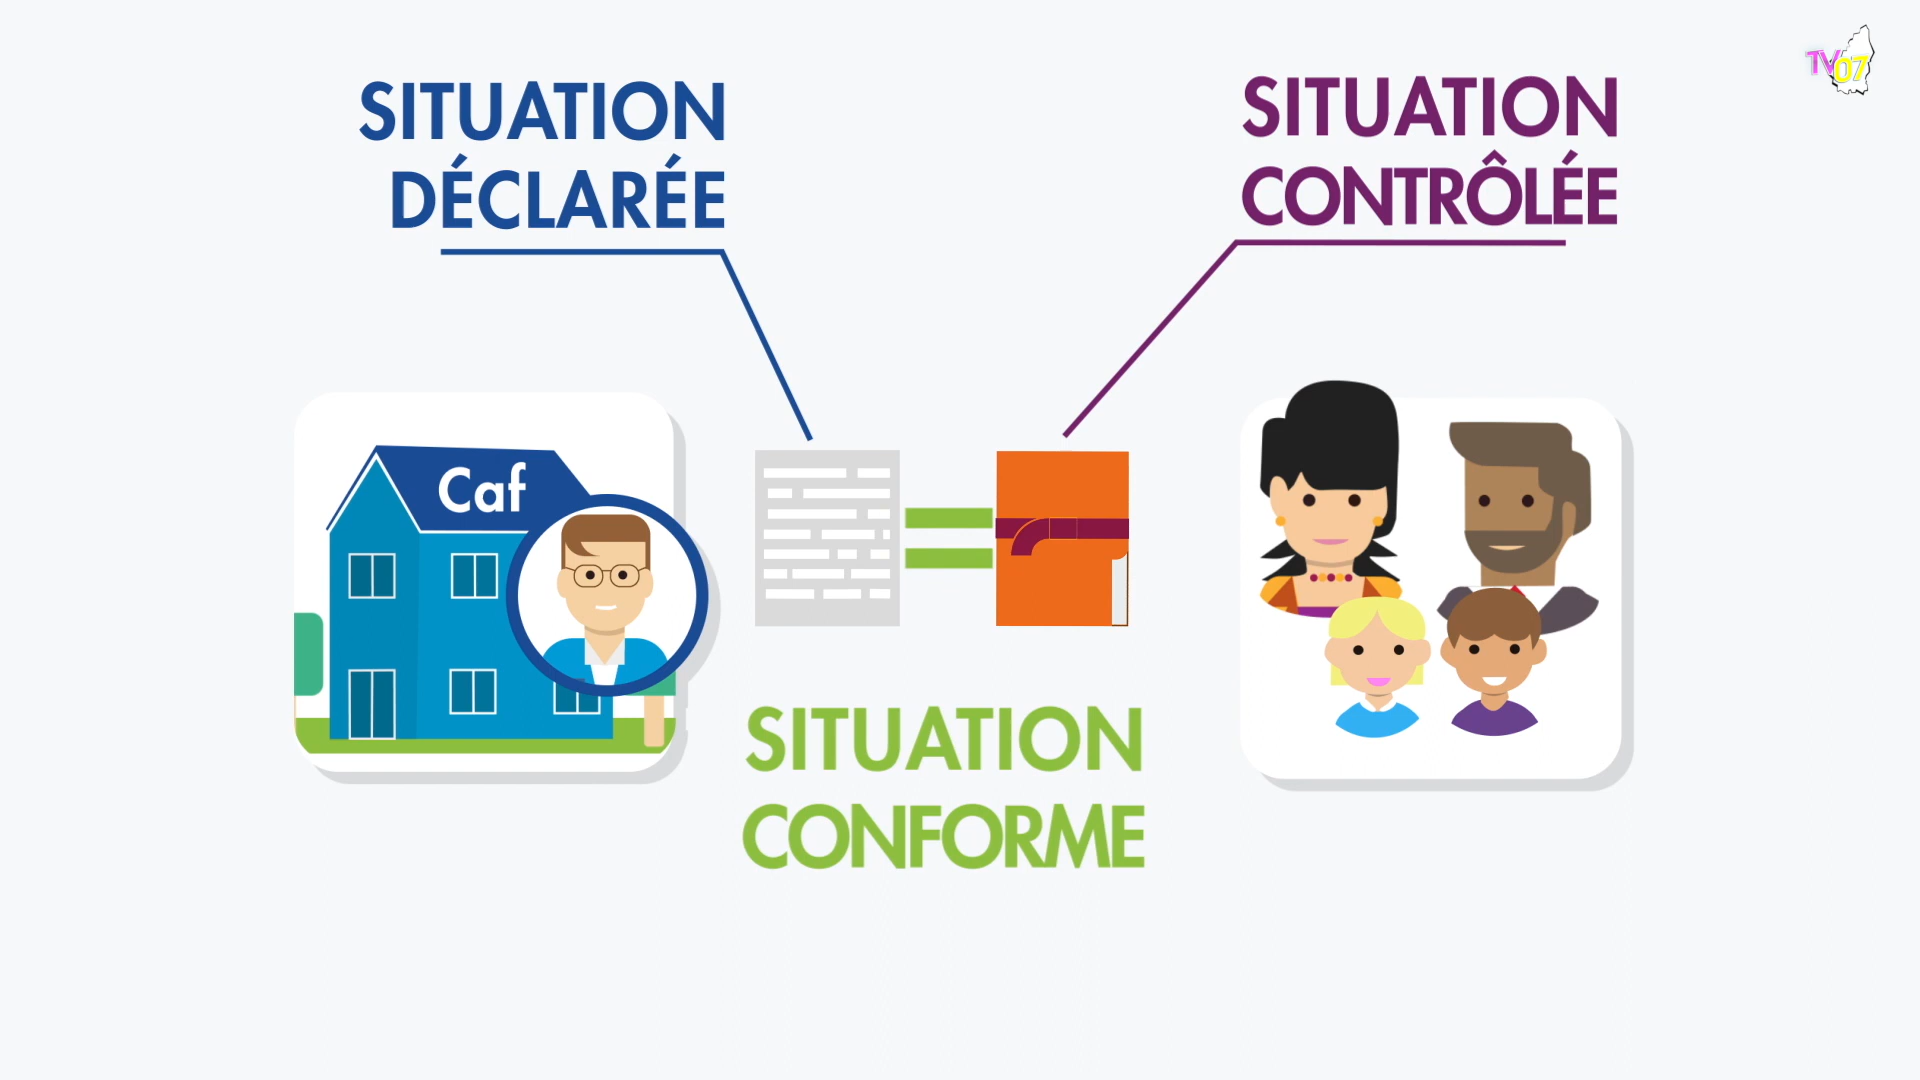 SITUATION
DÉCLARÉE
SITUATION
CONTRÔLÉE
TV07
Caf
SITUATION
CONFORME